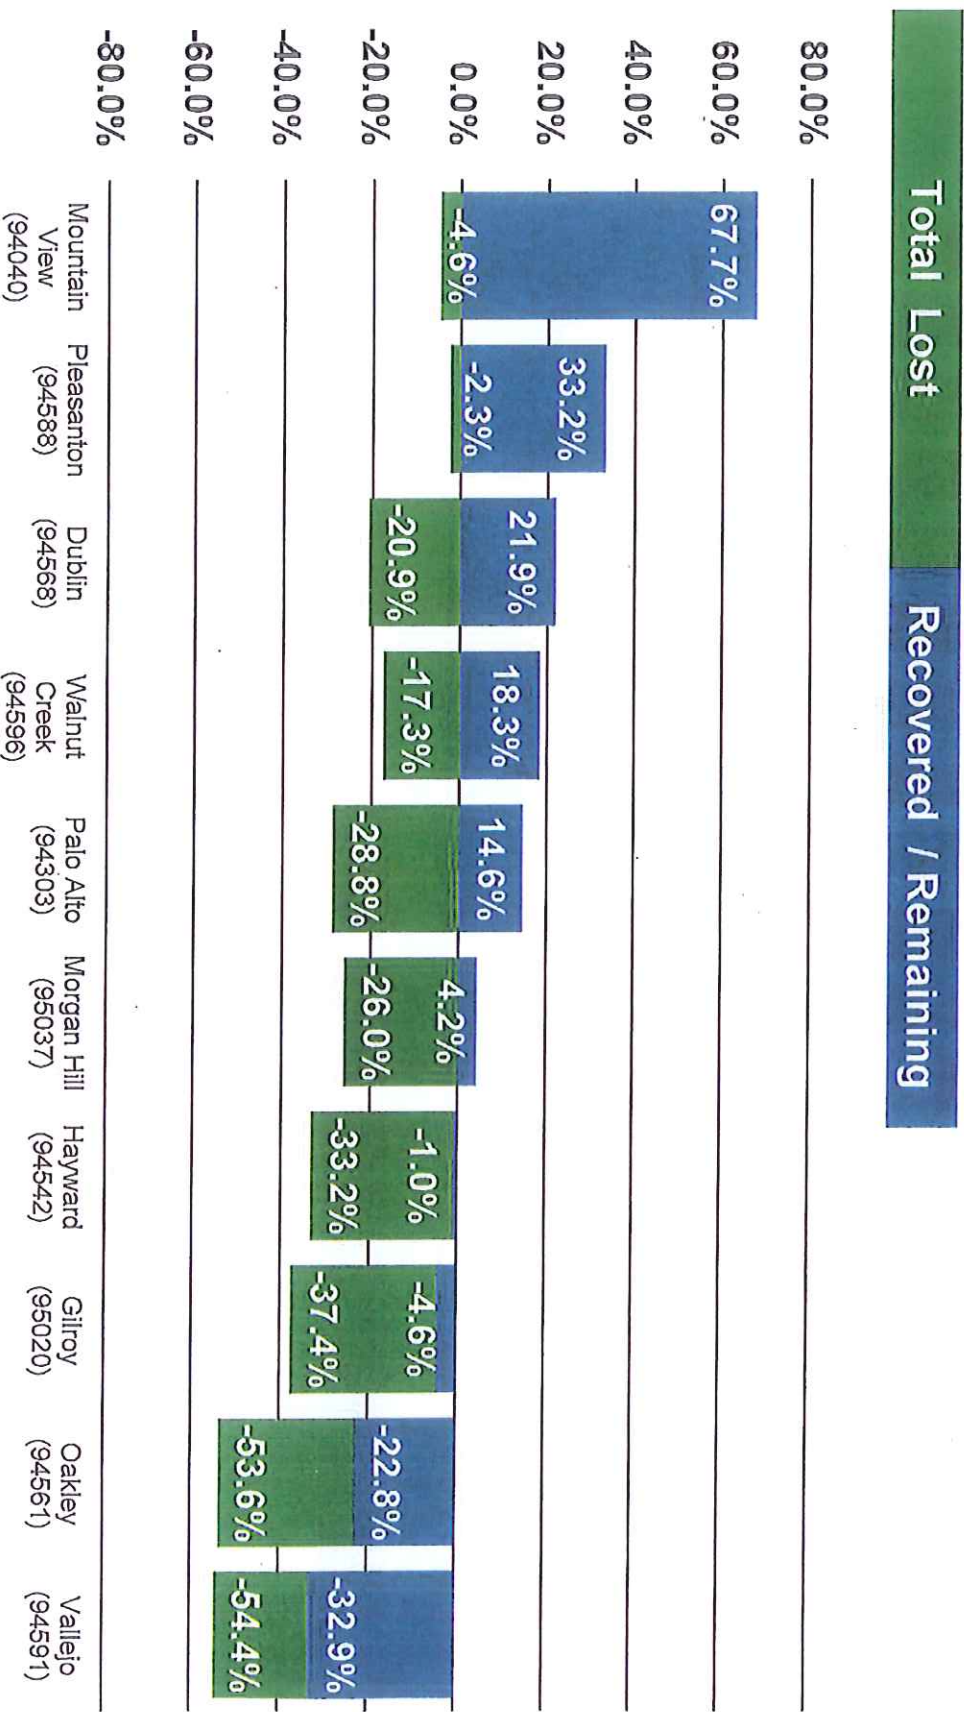 Total Lost
Recovered / Remaining
80.0%
60.0%
40.0%
20.0%
0.0%
-20.0%
-40.0%
-60.0%
-80.0%
67.7%
-4.6%
33.2%
-2.3%
21.9%
-20.9%
18.3%
-17.3%
14.6%
-28.8%
4.2%
-26.0%
-1.0%
-33.2%
-4.6%
-37.4%
-22.8%
-53.6%
-32.9%
-54.4%
Mountain
View
(94040)
Pleasanton
(94588)
Dublin
(94568)
Walnut
Creek
(94596)
Palo Alto
(94303)
Morgan Hill
(95037)
Hayward
(94542)
Gilroy
(95020)
Oakley
(94561)
Vallejo
(94591)